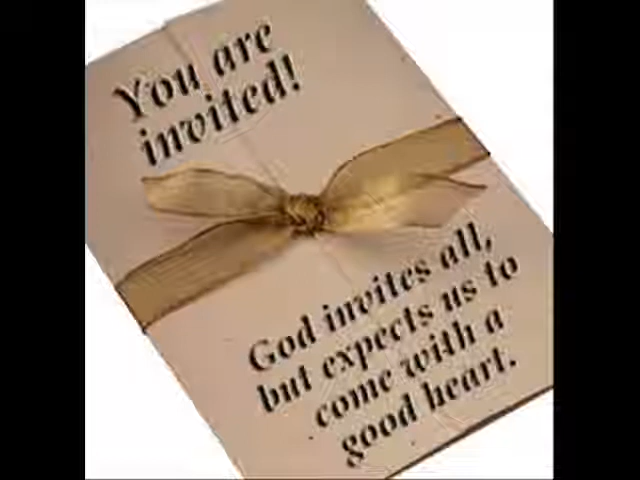 You are
invited!
God invites all,
but expects us to
come with a
good heart.